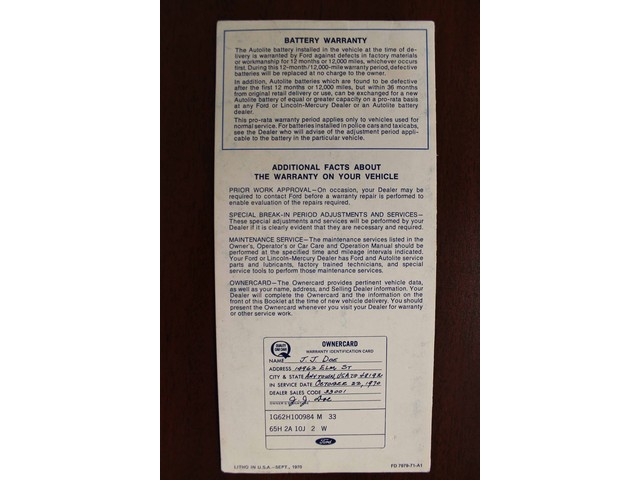 BATTERY WARRANTY
The Autolite battery installed in the vehicle at the time of de-
livery is warranted by Ford against defects in factory materials
or workmanship for 12 months or 12,000 miles, whichever occurs
first. During this 12-month/12,000-mile warranty period, defective
batteries will be replaced at no charge to the owner.
In addition, Autolite batteries which are found to be defective
after the first 12 months or 12,000 miles, but within 36 months
from original retail delivery or use, can be exchanged for a new
Autolite battery of equal or greater capacity on a pro-rata basis
at any Ford or Lincoln-Mercury Dealer or an Autolite battery
dealer.
This pro-rata warranty period applies only to vehicles used for
normal service. For batteries installed in police cars and taxicabs,
see the Dealer who will advise of the adjustment period appli-
cable to the battery in the particular vehicle.
ADDITIONAL FACTS ABOUT
THE WARRANTY ON YOUR VEHICLE
PRIOR WORK APPROVAL—On occasion, your Dealer may be
required to contact Ford before a warranty repair is performed to
enable evaluation of the repairs required.
SPECIAL BREAK-IN PERIOD ADJUSTMENTS AND SERVICES—
These special adjustments and services will be performed by your
Dealer if it is clearly evident that they are necessary and required.
MAINTENANCE SERVICE—The maintenance services listed in the
Owner's, Operator's or Car Care and Operation Manual should be
performed at the specified time and mileage intervals indicated.
Your Ford or Lincoln-Mercury Dealer has Ford and Autolite service
parts and lubricants, factory trained technicians, and special
service tools to perform those maintenance services.
OWNERCARD—The Ownercard provides pertinent vehicle data,
as well as your name, address, and Selling Dealer information. Your
Dealer will complete the Ownercard and the information on the
front of this Booklet at the time of new vehicle delivery. You should
present the Ownercard whenever you visit your Dealer for warranty
or other service work.
QUALITY CAR CARE
OWNERCARD
WARRANTY IDENTIFICATION CARD
NAME J. J. Doe
ADDRESS 14962 Elm St
CITY & STATE Anytown, USA
IN SERVICE DATE October 22, 1970
DEALER SALES CODE 33001
J. J. Doe
1G62H100984 M 33
65H 2A 10J 2 W
Ford
LITHO IN U.S.A.—SEPT., 1970
FD 7979-71-A1